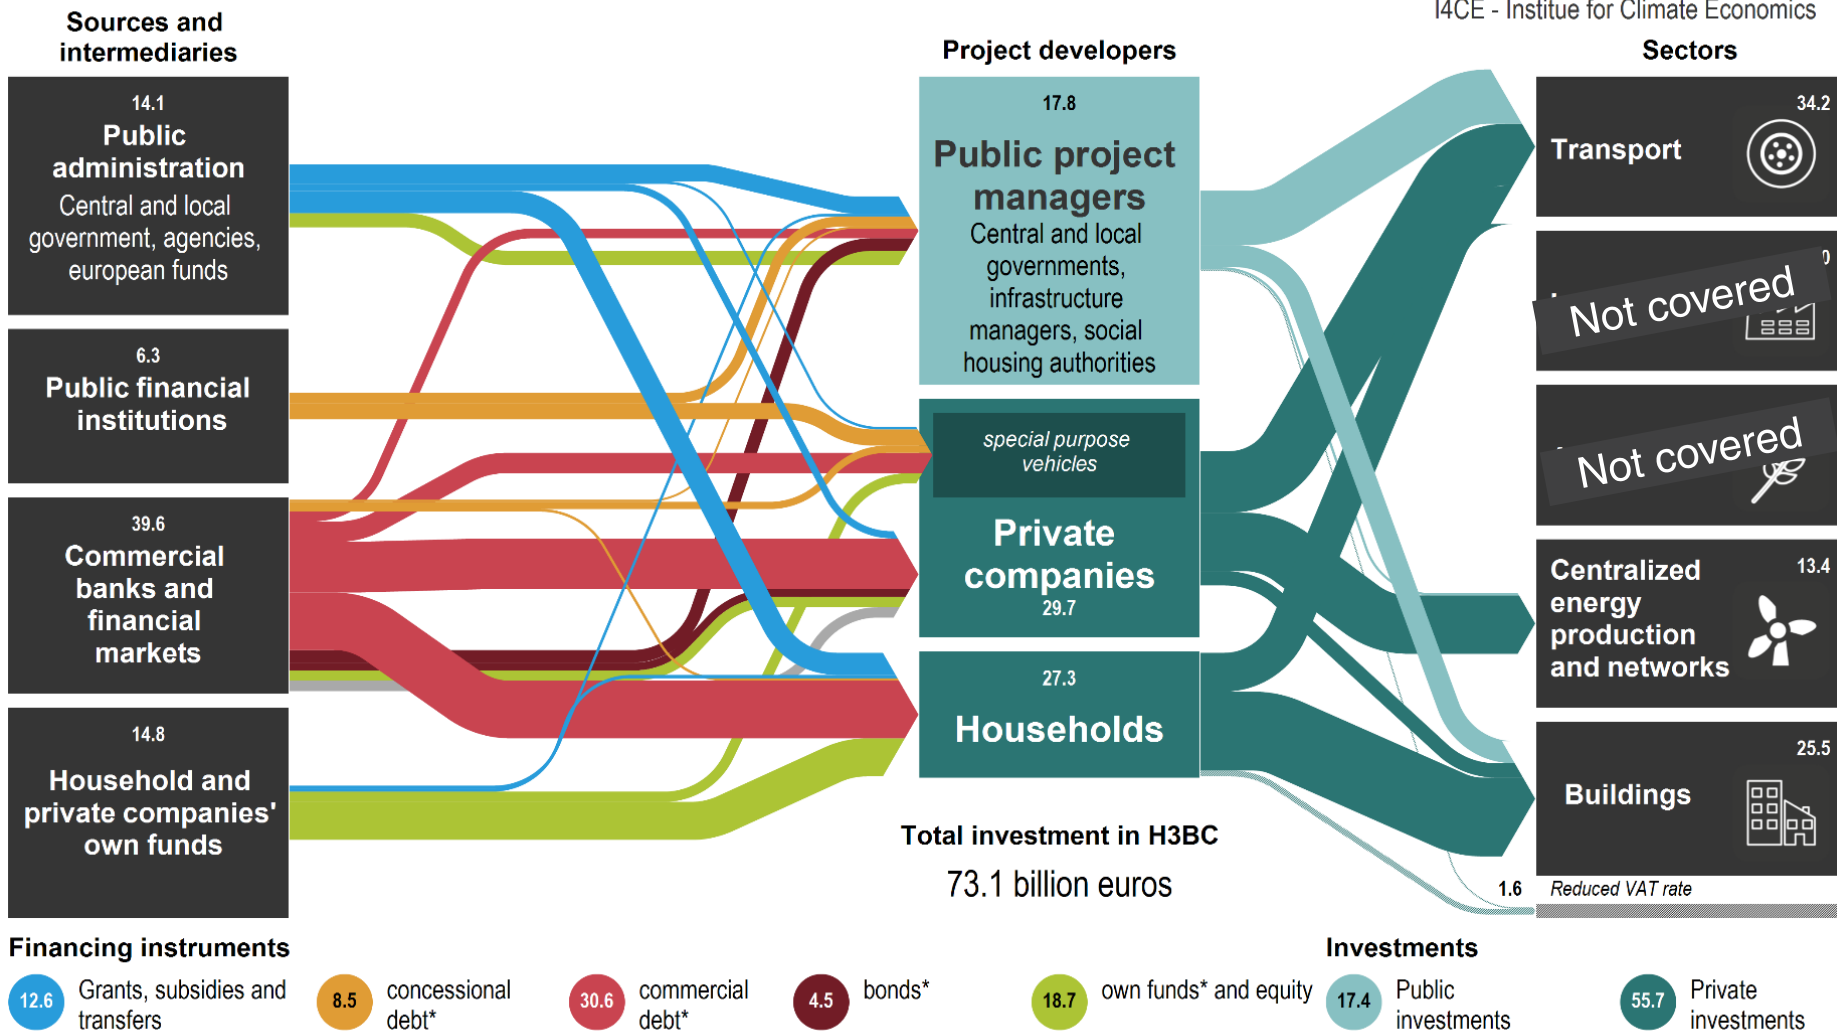 I4CE - Institue for Climate Economics
Sources and
intermediaries
Project developers
Sectors
14.1
Public
administration
Central and local
government, agencies,
european funds
6.3
Public financial
institutions
39.6
Commercial
banks and
financial
markets
14.8
Household and
private companies'
own funds
17.8
Public project
managers
Central and local
governments,
infrastructure
managers, social
housing authorities
special purpose
vehicles
Private
companies
29.7
27.3
Households
Total investment in H3BC
73.1 billion euros
34.2
Transport
Not covered
Not covered
13.4
Centralized
energy
production
and networks
25.5
Buildings
1.6 Reduced VAT rate
Financing instruments
12.6 Grants, subsidies and
transfers
8.5 concessional
debt*
30.6 commercial
debt*
4.5 bonds*
18.7 own funds* and equity
Investments
17.4 Public
investments
55.7 Private
investments